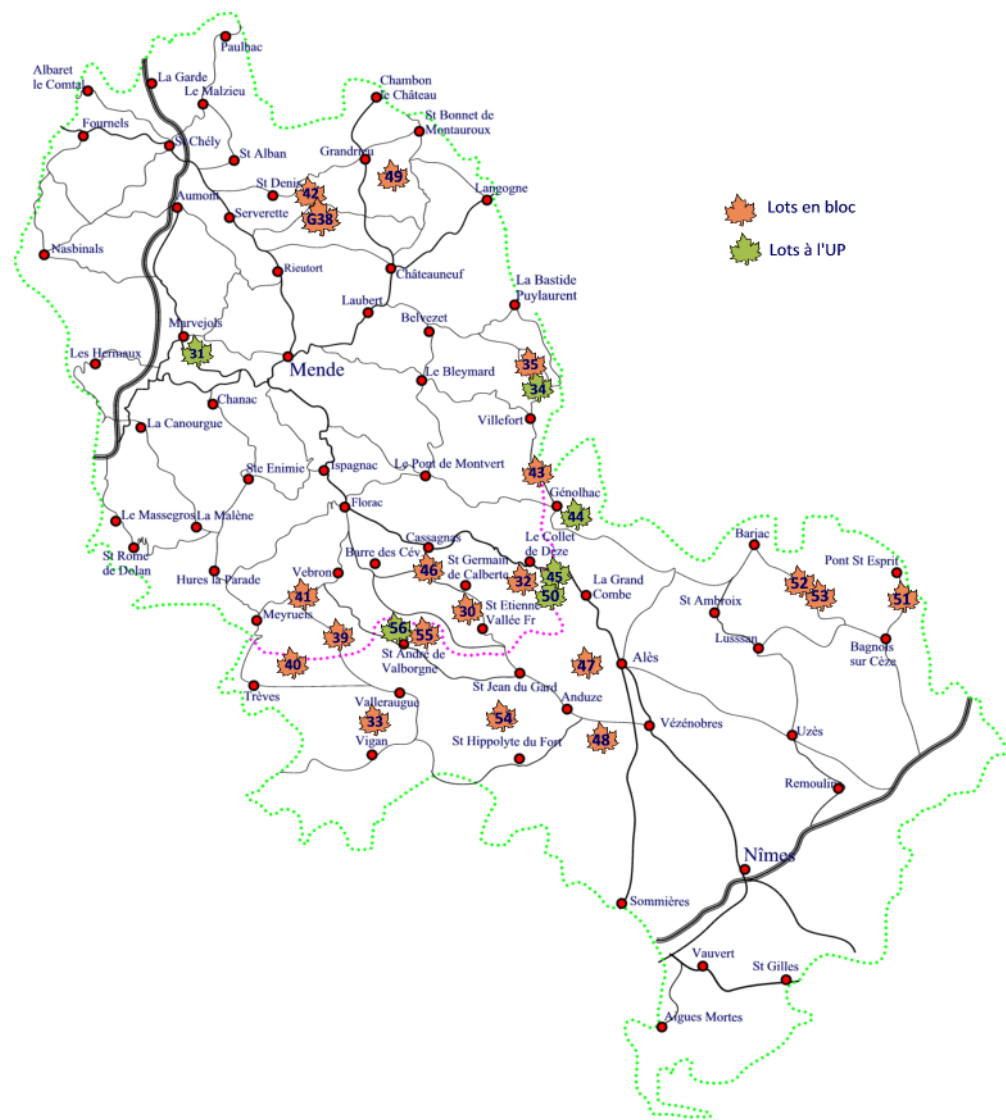 Paulhac
Albaret
le Comtal
La Garde
Le Malzieu
Chambon
le Château
Fournels
St Chély
St Bonnet de
Montauroux
St Alban
Grandrieu
St Denis
42
49
G38
Langogne
Aumont
Serverette
Lots en bloc
Lots à l'UP
Nasbinals
Rieutort
Châteauneuf
La Bastide
Puylaurent
Laubert
Belvezet
Marvejols
31
Les Hermaux
Mende
35
34
Le Bleymard
Chanac
La Canourgue
Villefort
Ste Enimie
Ispagnac
Le Pont de Montvert
43
Génolhac
44
Florac
Le Massegros
La Malène
St Rome
de Dolan
Hures la Parade
Cassagnas
Barre des Cév.
46
St Germain
de Calberte
Le Collet
de Dèze
45
50
32
La Grand
Combe
Barjac
Pont St Esprit
52
53
51
Vebron
41
30
St Etienne
Vallée Fr
St Ambroix
Lusssan
Bagnols
sur Cèze
Meyrueis
39
56
55
St André de
Valborgne
40
47
Alès
Trèves
St Jean du Gard
Anduze
Valleraugue
33
54
48
Vézénobres
Uzès
Vigan
St Hippolyte du Fort
Remoulin
Nîmes
Sommières
Vauvert
St Gilles
Aigues Mortes